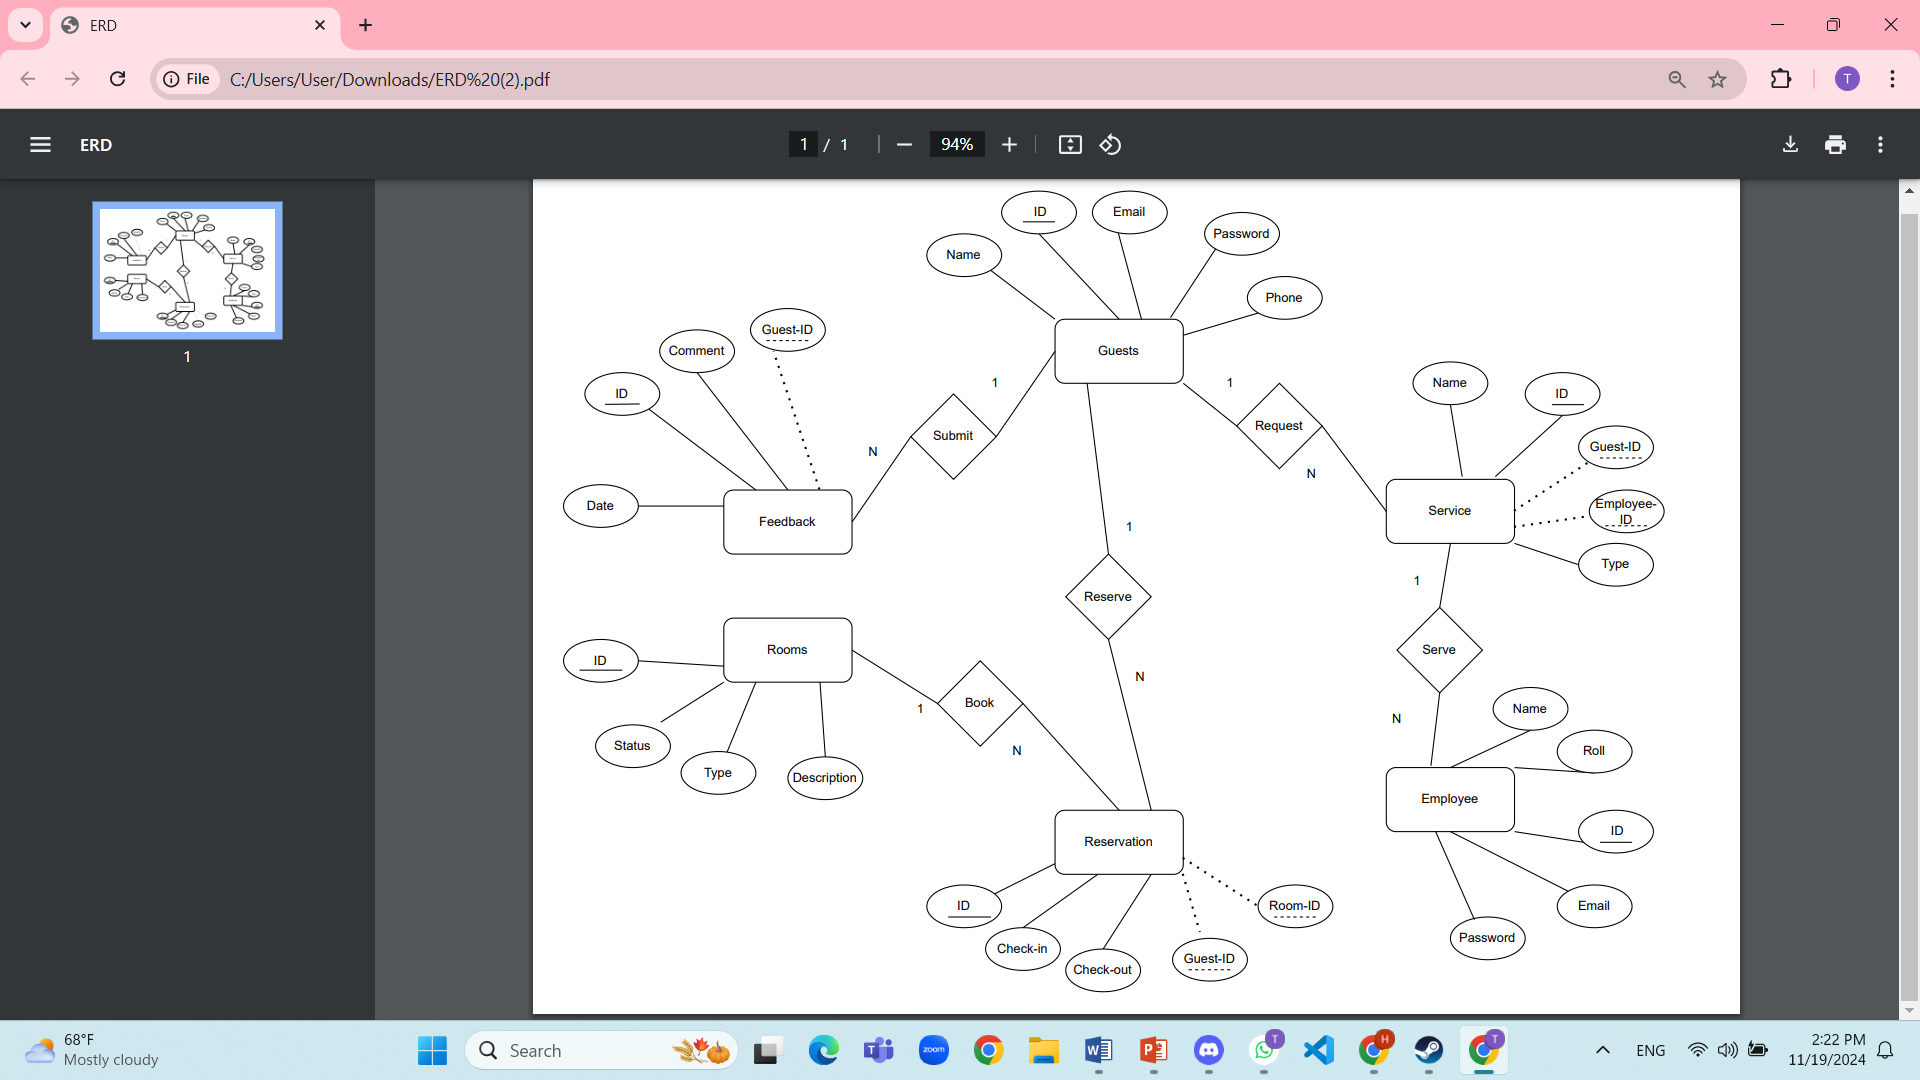 ERD
File
C:/Users/User/Downloads/ERD%20(2).pdf
T
ERD
1 / 1
94%
1
ID
Email
Password
Name
Phone
Guests
Guest-ID
Comment
ID
Date
Feedback
1
Submit
N
1
Request
N
Name
ID
Guest-ID
Employee-
ID
Type
Service
1
Reserve
N
1
Serve
N
Rooms
ID
Status
Type
Description
1
Book
N
Name
Roll
Employee
ID
Email
Password
Reservation
ID
Check-in
Check-out
Guest-ID
Room-ID
68°F
Mostly cloudy
Search
zoom
T
H
T
ENG
2:22 PM
11/19/2024